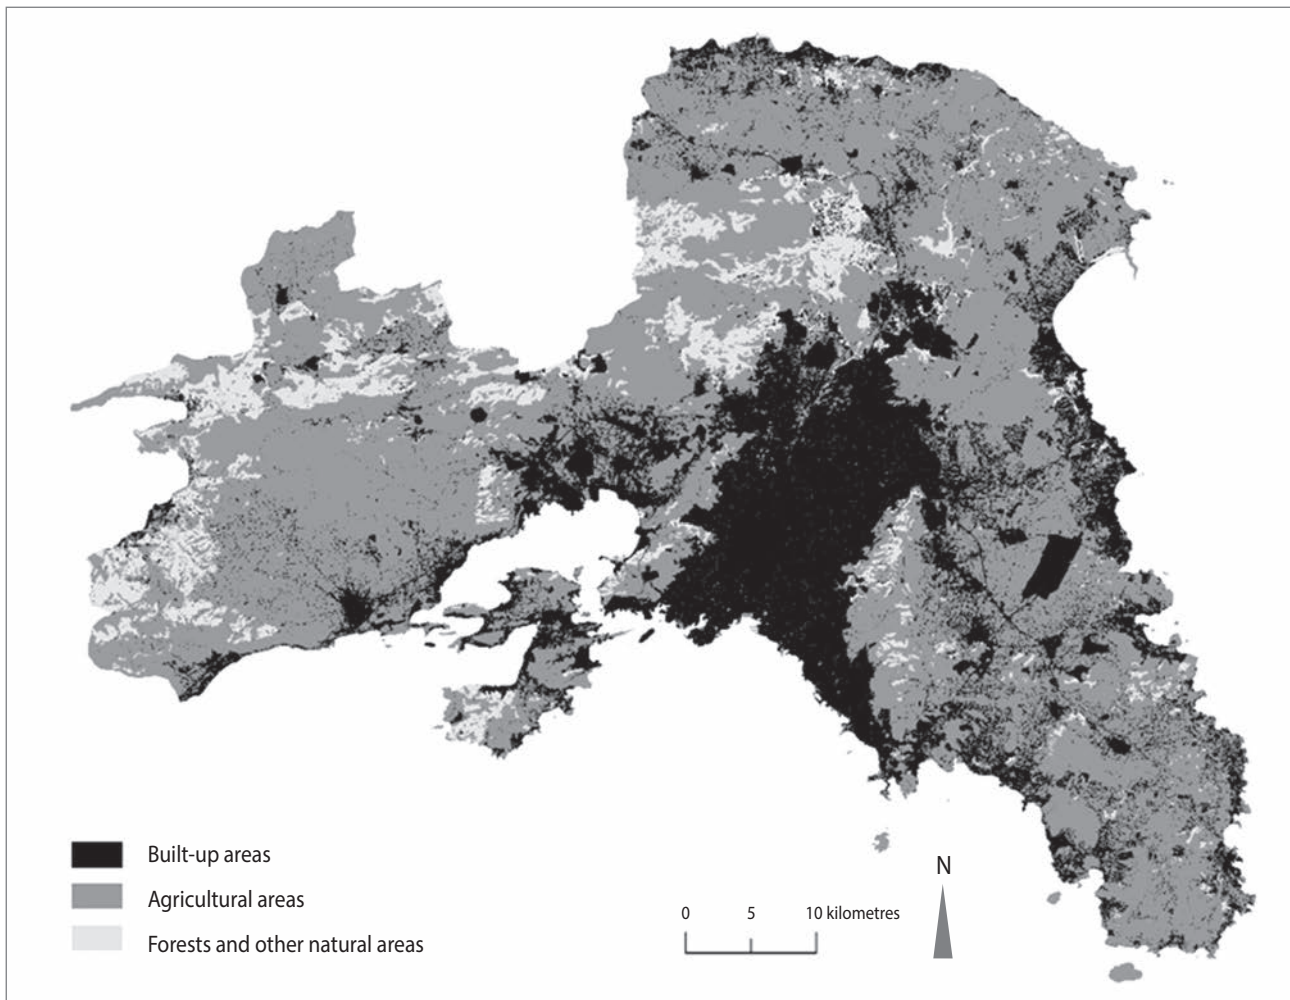 Built-up areas
Agricultural areas
Forests and other natural areas
0 5 10 kilometres
N